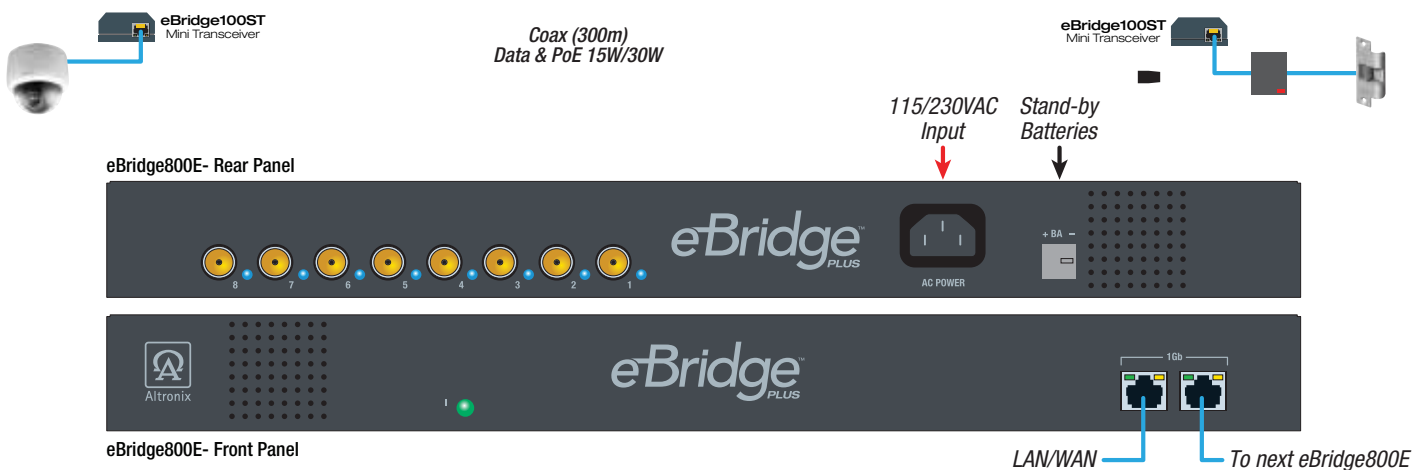 eBridge100ST
Mini Transceiver
Coax (300m)
Data & PoE 15W/30W
eBridge100ST
Mini Transceiver
115/230VAC
Input
Stand-by
Batteries
eBridge800E- Rear Panel
8 7 6 5 4 3 2 1
eBridge™
PLUS
AC POWER
+ BA −
Altronix
I
eBridge™
PLUS
1Gb
eBridge800E- Front Panel
LAN/WAN
To next eBridge800E